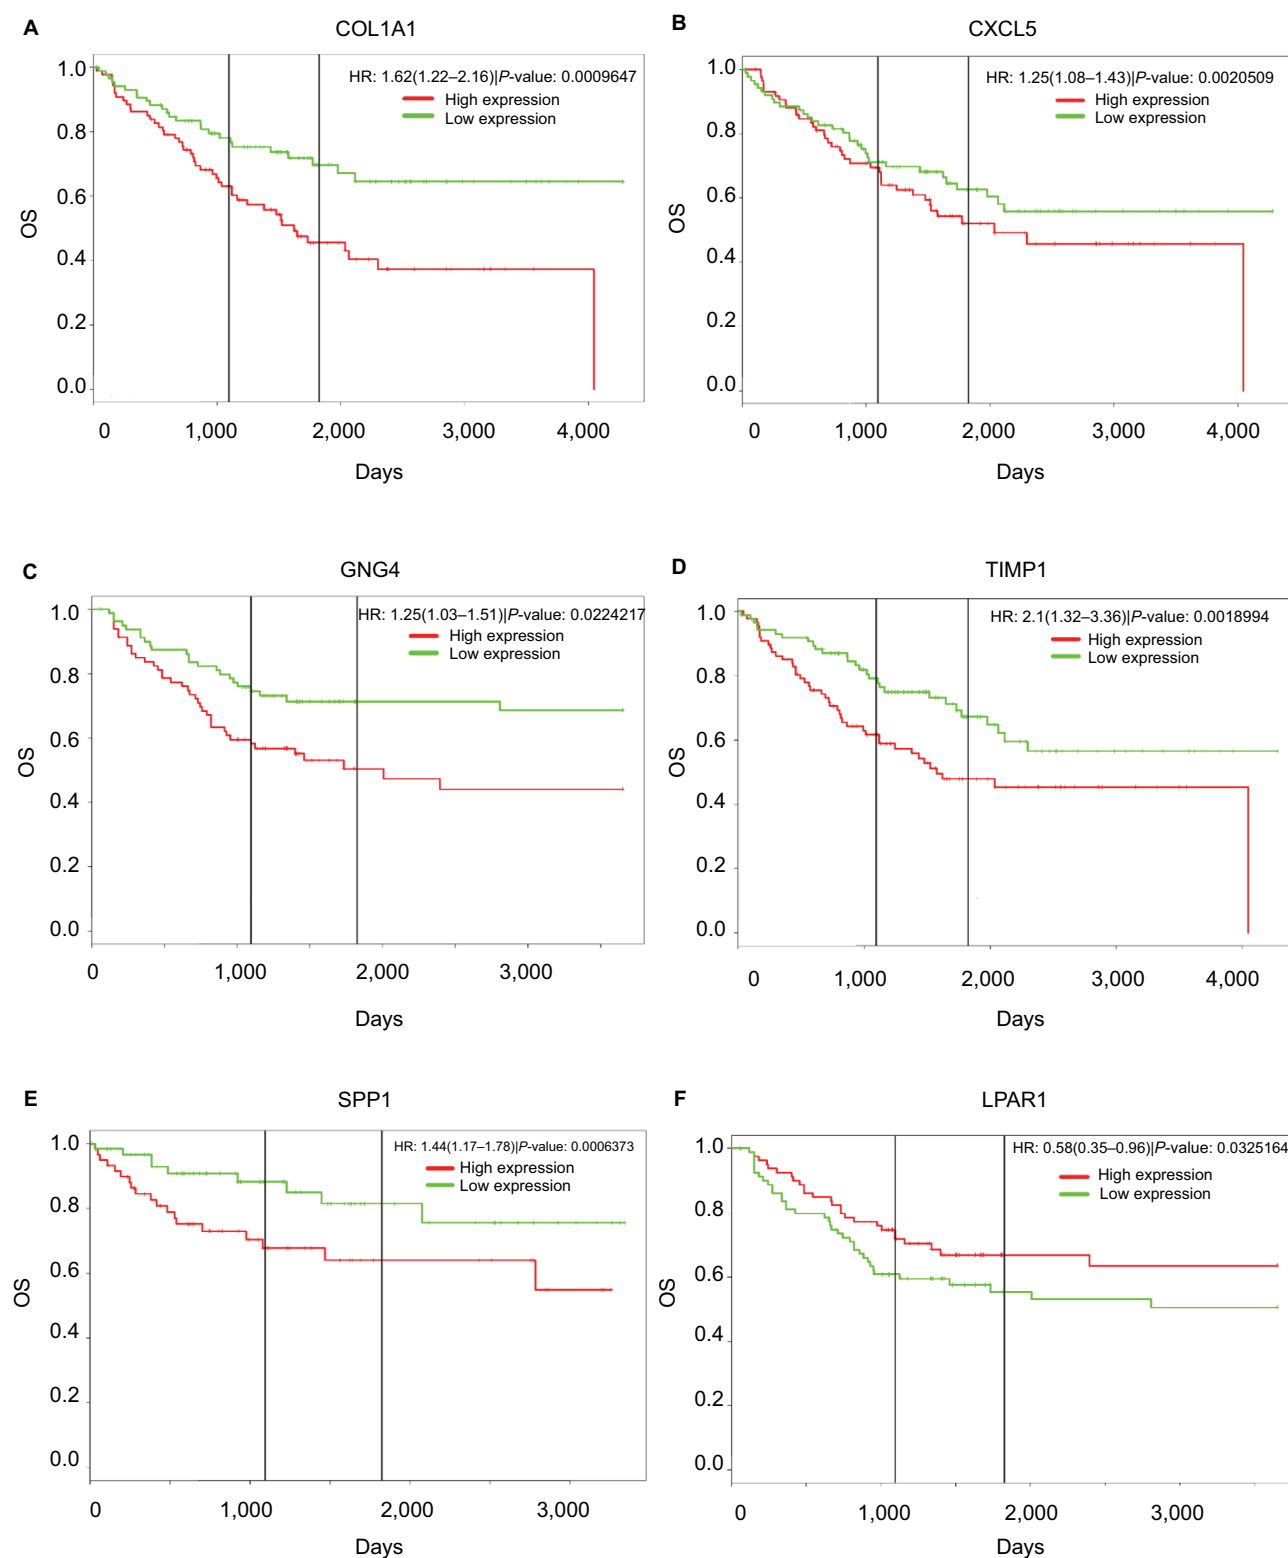 A
COL1A1
HR: 1.62(1.22–2.16)|P-value: 0.0009647
High expression
Low expression
1.0
0.8
0.6
0.4
0.2
0.0
OS
0 1,000 2,000 3,000 4,000
Days
B
CXCL5
HR: 1.25(1.08–1.43)|P-value: 0.0020509
High expression
Low expression
1.0
0.8
0.6
0.4
0.2
0.0
OS
0 1,000 2,000 3,000 4,000
Days
C
GNG4
HR: 1.25(1.03–1.51)|P-value: 0.0224217
High expression
Low expression
1.0
0.8
0.6
0.4
0.2
0.0
OS
0 1,000 2,000 3,000
Days
D
TIMP1
HR: 2.1(1.32–3.36)|P-value: 0.0018994
High expression
Low expression
1.0
0.8
0.6
0.4
0.2
0.0
OS
0 1,000 2,000 3,000 4,000
Days
E
SPP1
HR: 1.44(1.17–1.78)|P-value: 0.0006373
High expression
Low expression
1.0
0.8
0.6
0.4
0.2
0.0
OS
0 1,000 2,000 3,000
Days
F
LPAR1
HR: 0.58(0.35–0.96)|P-value: 0.0325164
High expression
Low expression
1.0
0.8
0.6
0.4
0.2
0.0
OS
0 1,000 2,000 3,000
Days